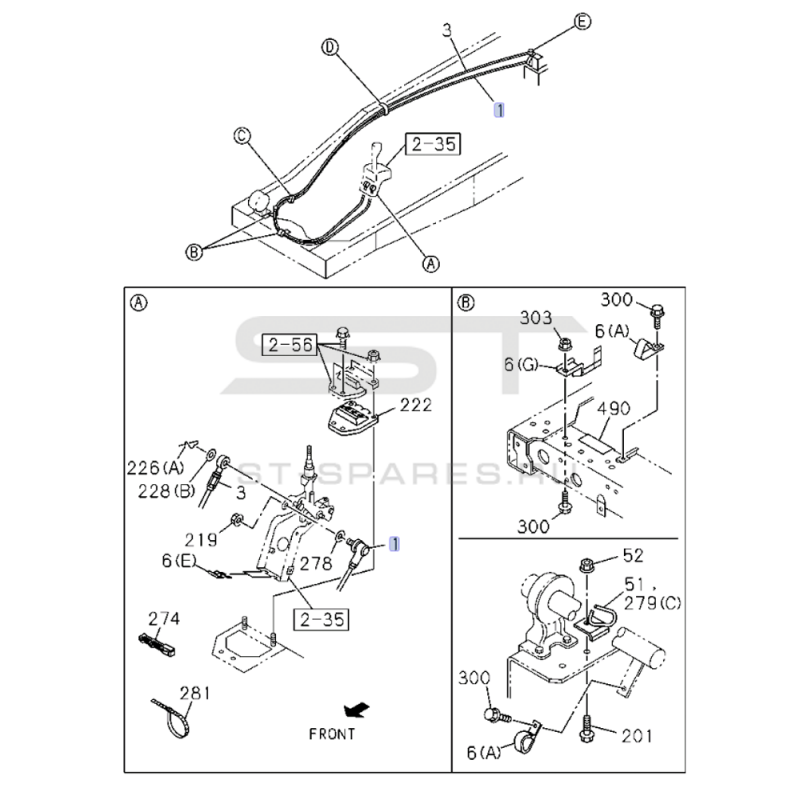 E
3
D
1
C
2-35
B
A
A
B
300
303
6(A)
2-56
6(G)
222
490
226(A)
228(B)
3
ST-SPARES.RU
300
219
278
1
6(E)
52
51,
279(C)
2-35
274
300
281
201
FRONT
6(A)